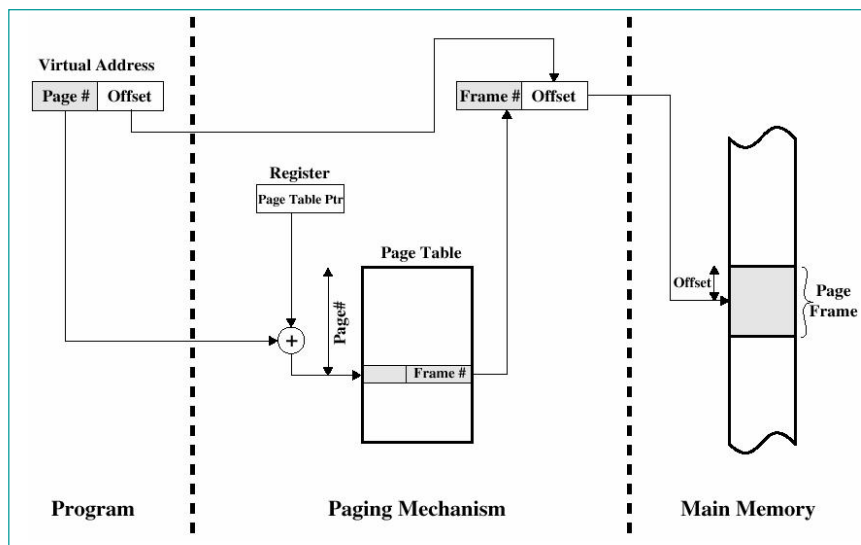 Virtual Address
Page #
Offset
Frame #
Offset
Register
Page Table Ptr
Page Table
Page#
Offset
Page
Frame
+
Frame #
Program
Paging Mechanism
Main Memory